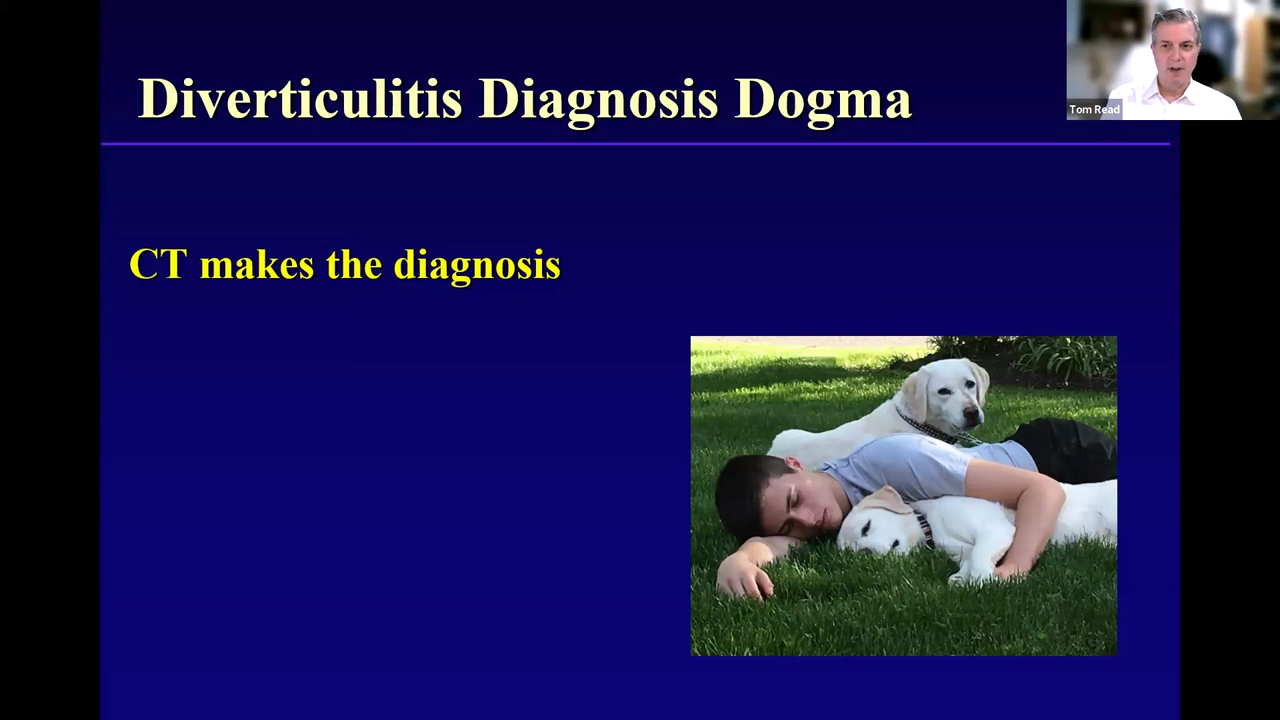 Diverticulitis Diagnosis Dogma
Tom Read
CT makes the diagnosis